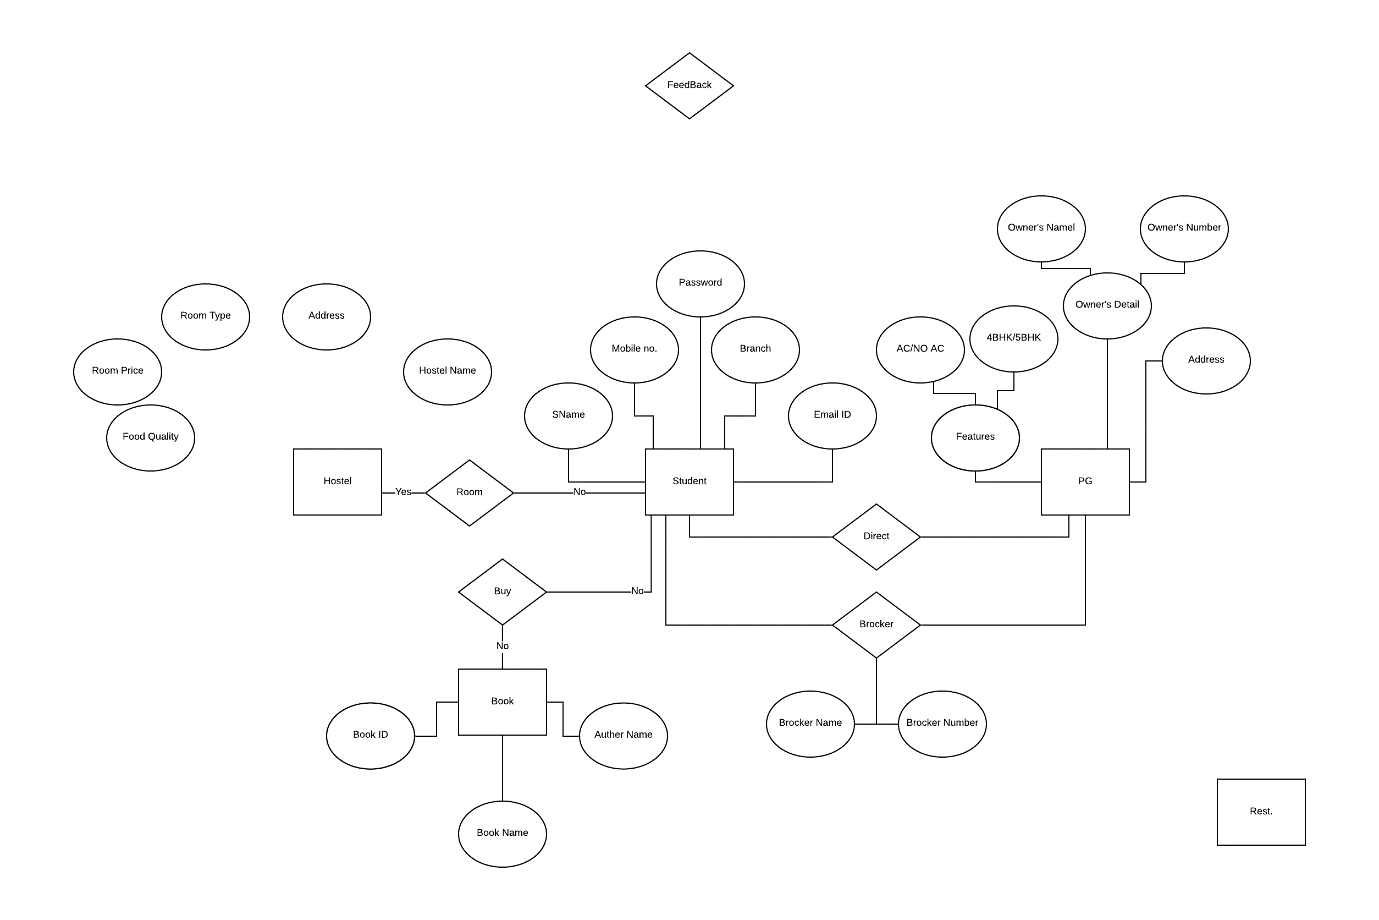 FeedBack
Owner's Namel
Owner's Number
Password
Owner's Detail
Room Type
Address
Mobile no.
Branch
AC/NO AC
4BHK/5BHK
Address
Room Price
Hostel Name
SName
Email ID
Food Quality
Features
Hostel
Yes
Room
No
Student
PG
Direct
Buy
No
Brocker
No
Book
Book ID
Auther Name
Brocker Name
Brocker Number
Book Name
Rest.